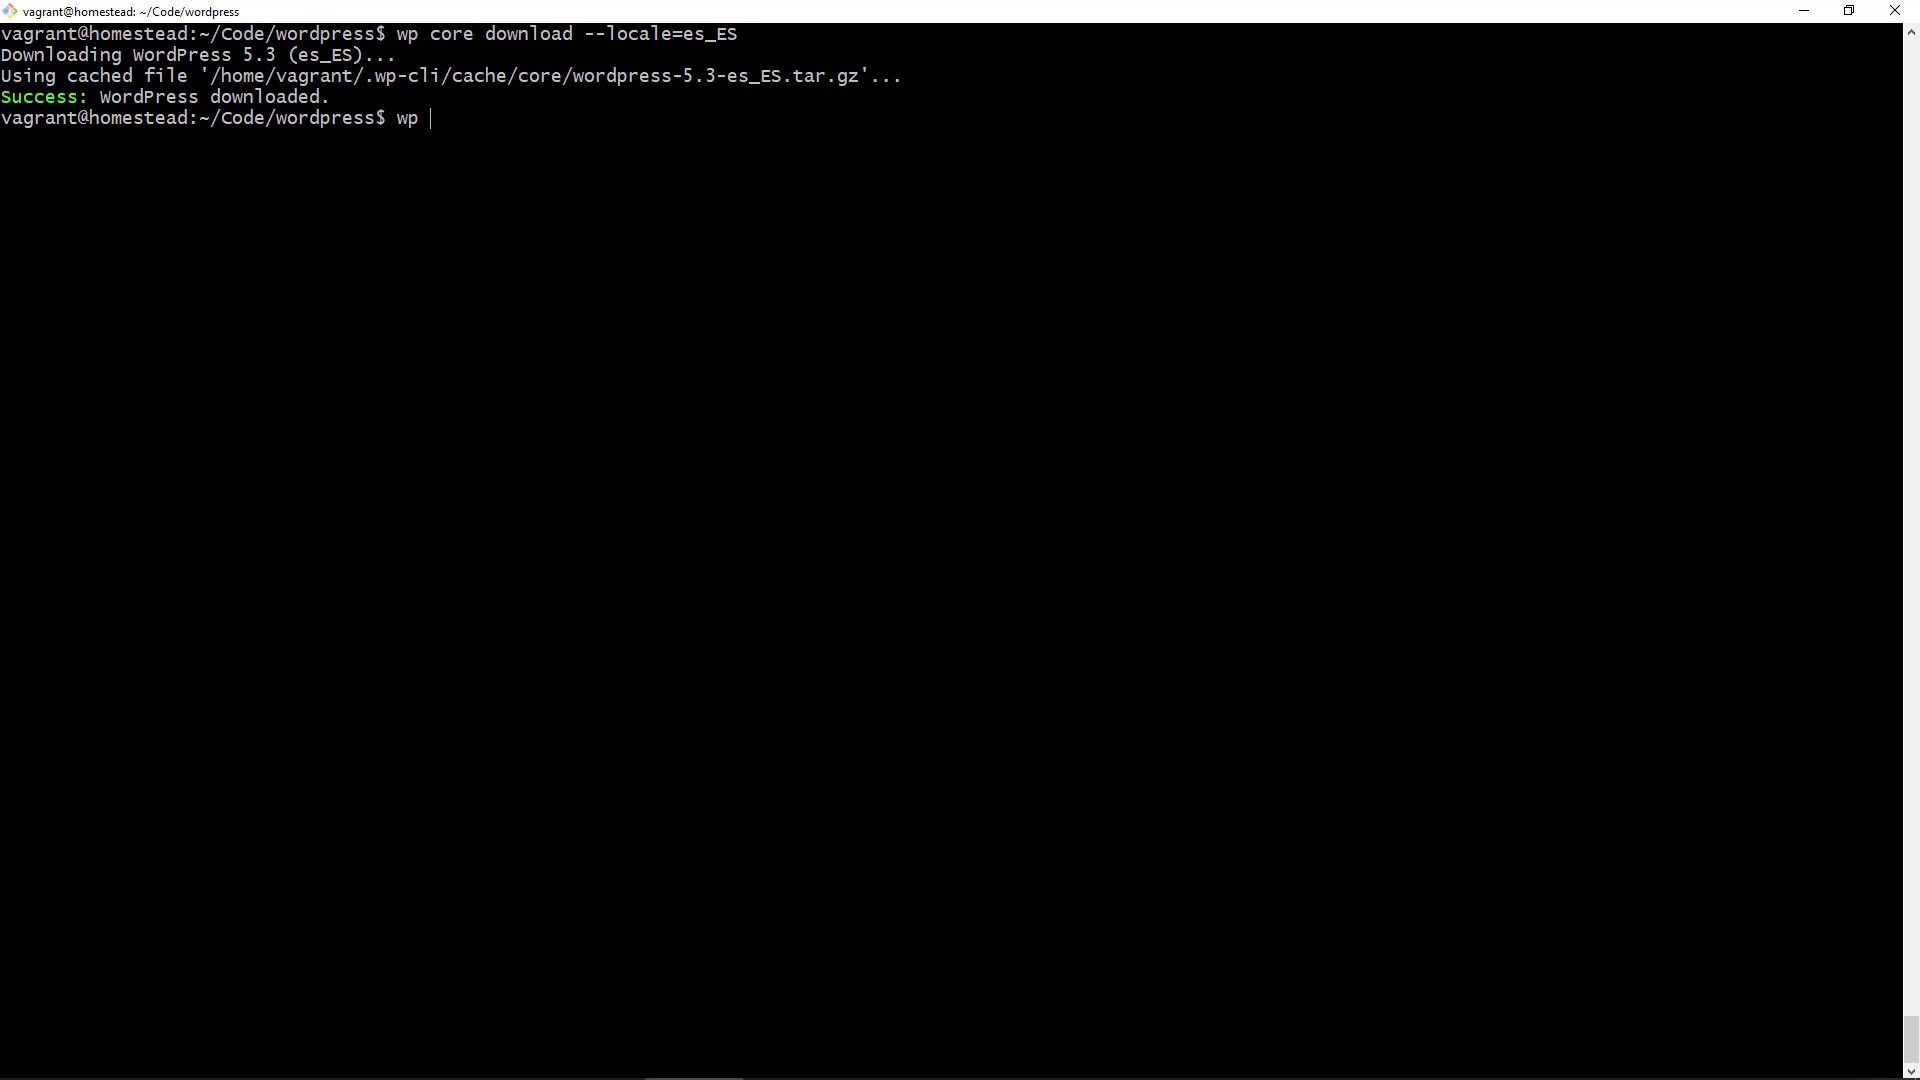 vagrant@homestead: ~/Code/wordpress
vagrant@homestead:~/Code/wordpress$ wp core download --locale=es_ES
Downloading WordPress 5.3 (es_ES)...
Using cached file '/home/vagrant/.wp-cli/cache/core/wordpress-5.3-es_ES.tar.gz'...
Success: WordPress downloaded.
vagrant@homestead:~/Code/wordpress$ wp